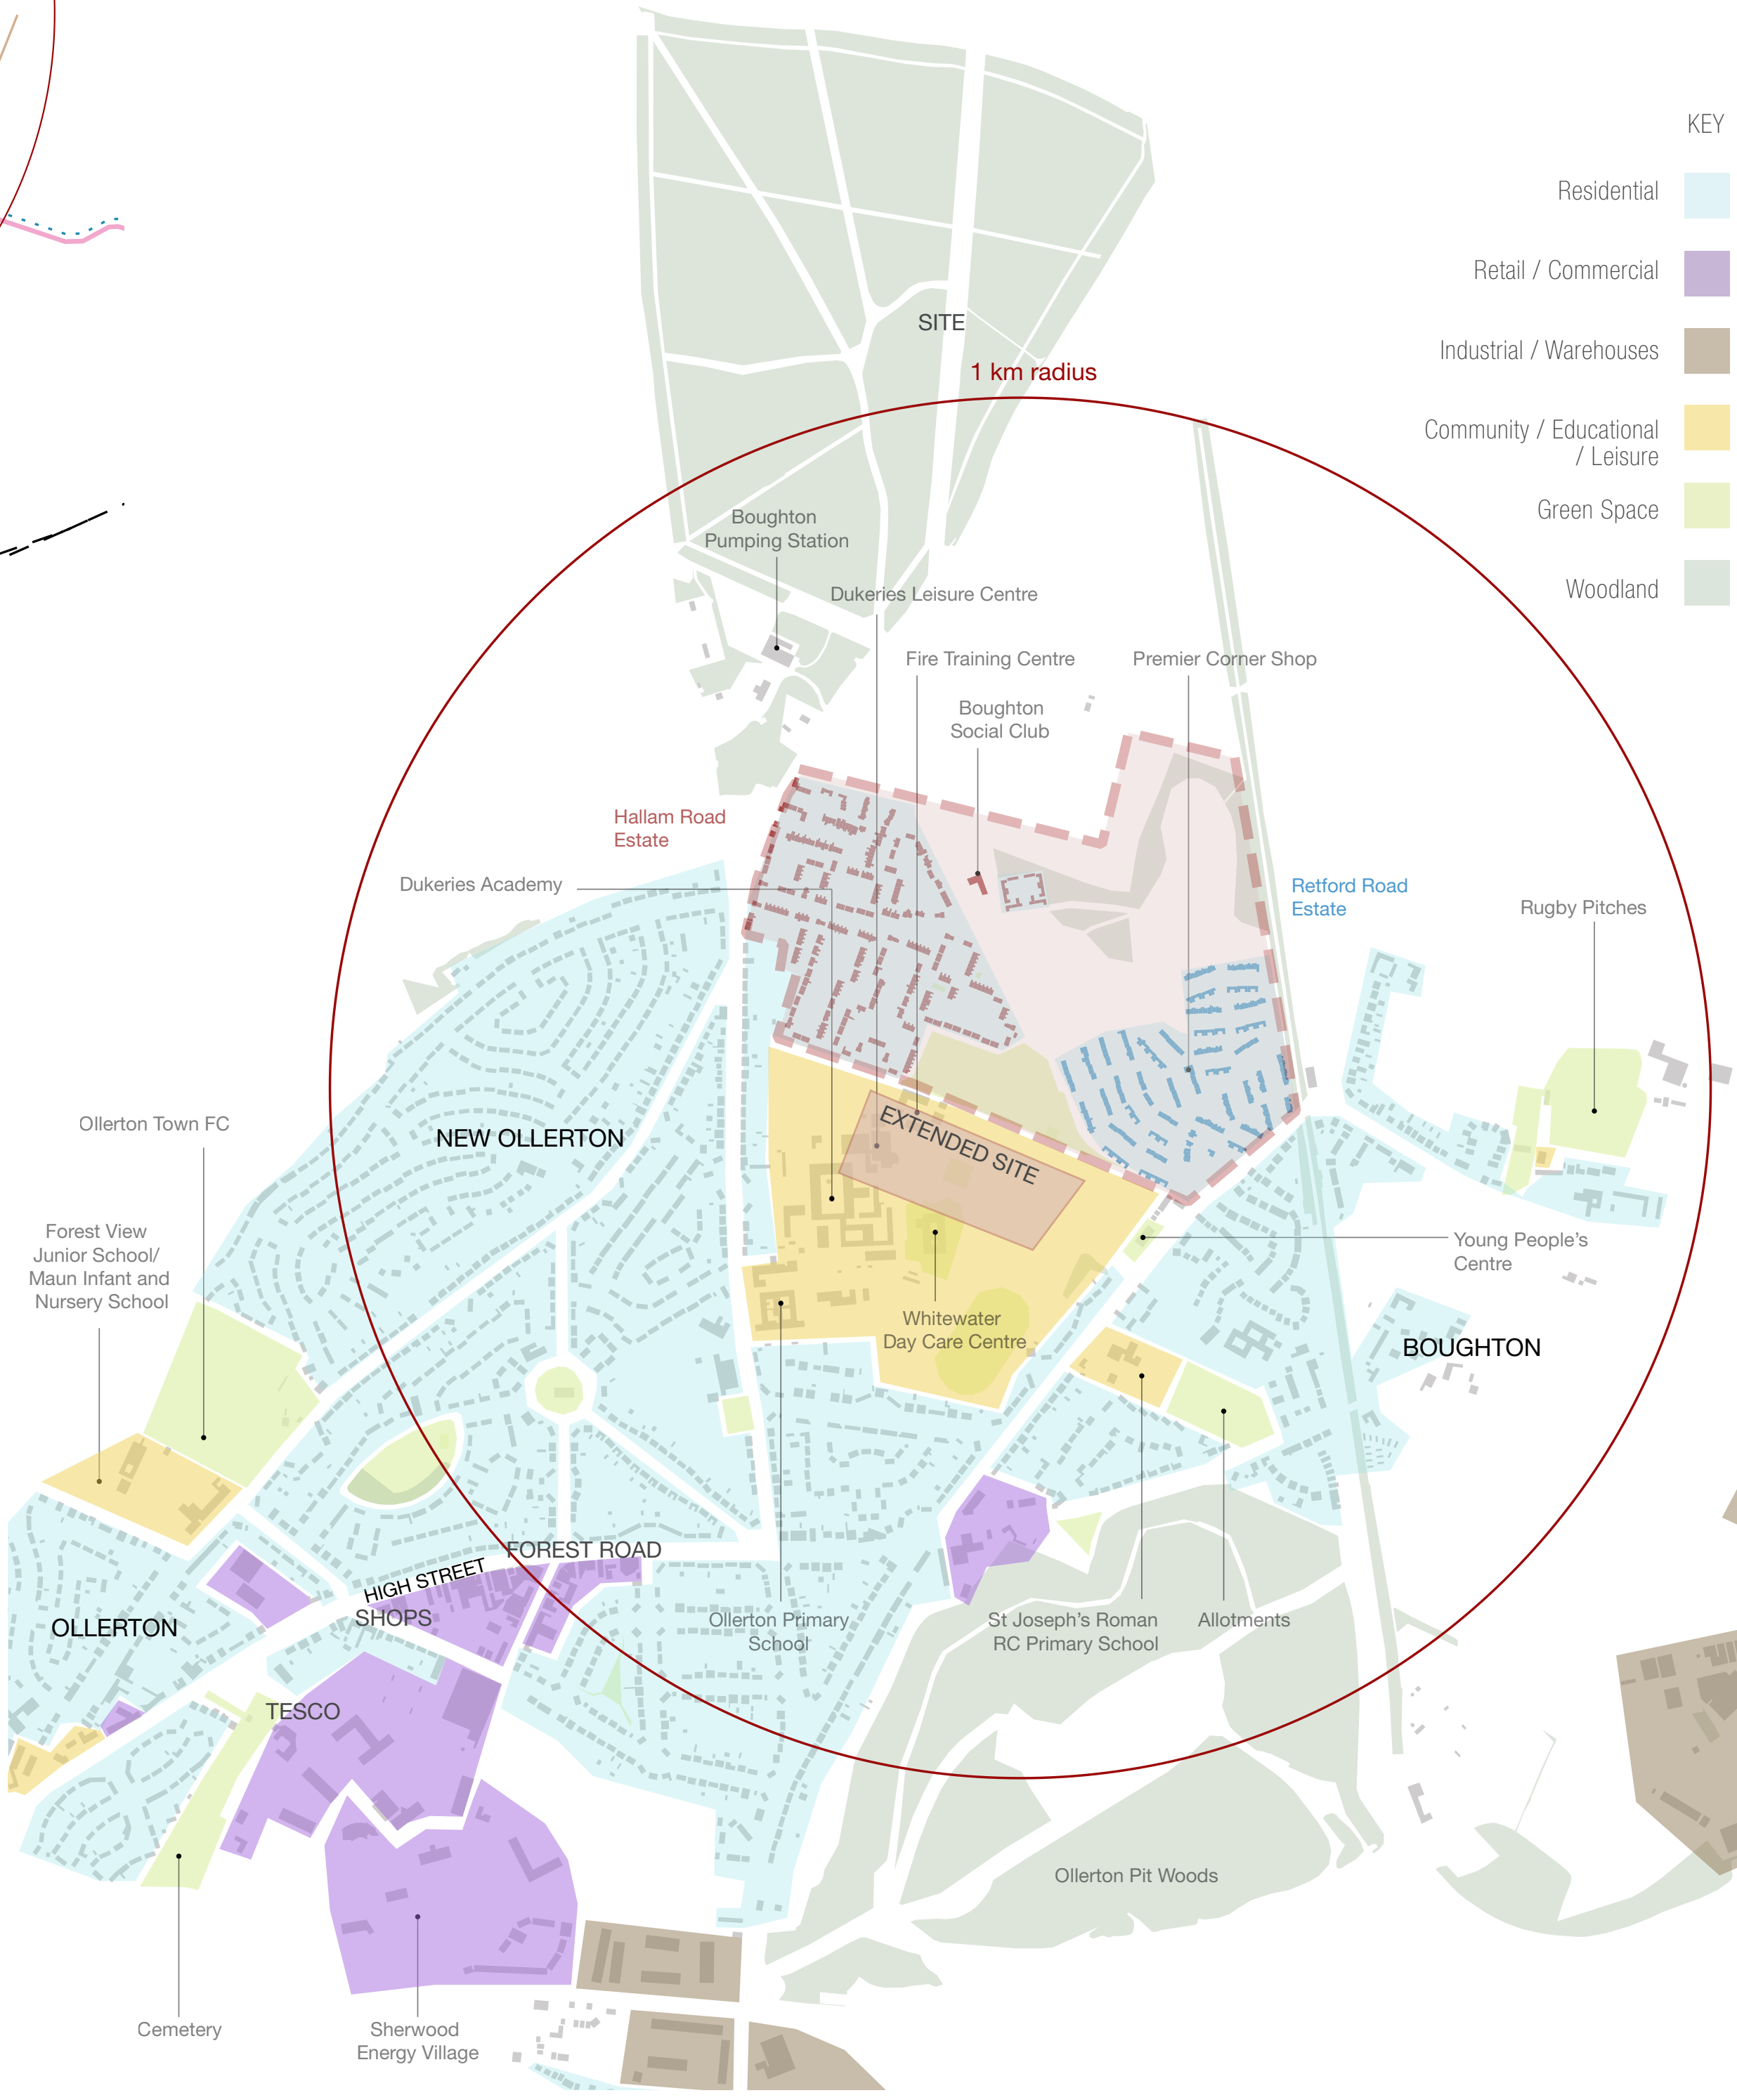 KEY
Residential
Retail / Commercial
Industrial / Warehouses
Community / Educational
/ Leisure
Green Space
Woodland
SITE
1 km radius
Boughton
Pumping Station
Dukeries Leisure Centre
Fire Training Centre
Premier Corner Shop
Boughton
Social Club
Hallam Road
Estate
Dukeries Academy
Retford Road
Estate
Rugby Pitches
Ollerton Town FC
NEW OLLERTON
EXTENDED SITE
Forest View
Junior School/
Maun Infant and
Nursery School
Young People's
Centre
Whitewater
Day Care Centre
BOUGHTON
FOREST ROAD
HIGH STREET
SHOPS
OLLERTON
Ollerton Primary
School
St Joseph's Roman
RC Primary School
Allotments
TESCO
Ollerton Pit Woods
Cemetery
Sherwood
Energy Village